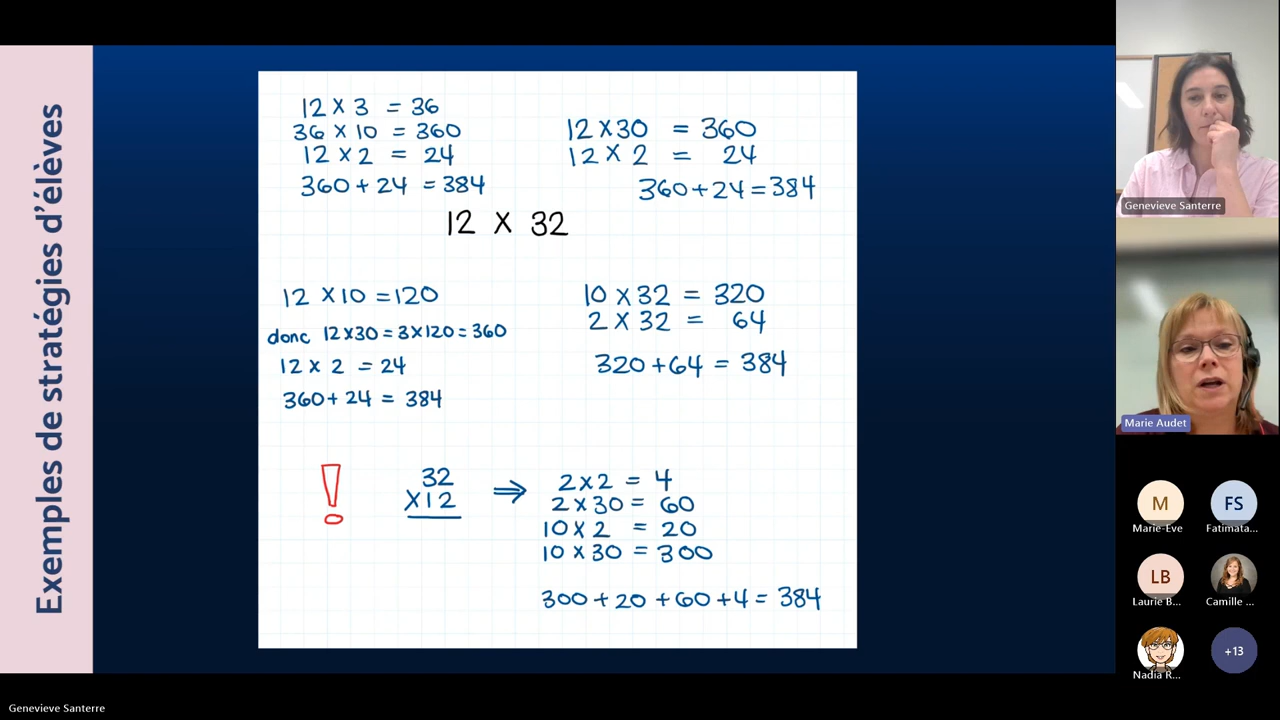 Exemples de stratégies d'élèves
12 X 3 = 36
36 X 10 = 360
12 X 2 = 24
360 + 24 = 384
12 X 30 = 360
12 X 2 = 24
360 + 24 = 384
12 X 32
12 X 10 = 120
donc 12 X 30 = 3 X 120 = 360
12 X 2 = 24
360 + 24 = 384
10 X 32 = 320
2 X 32 = 64
320 + 64 = 384
!
32
X 12
⇒
2 X 2 = 4
2 X 30 = 60
10 X 2 = 20
10 X 30 = 300
300 + 20 + 60 + 4 = 384
Genevieve Santerre
Marie Audet
M
Marie-Eve
FS
Fatimata...
LB
Laurie B...
Camille ...
Nadia R...
+13
Genevieve Santerre